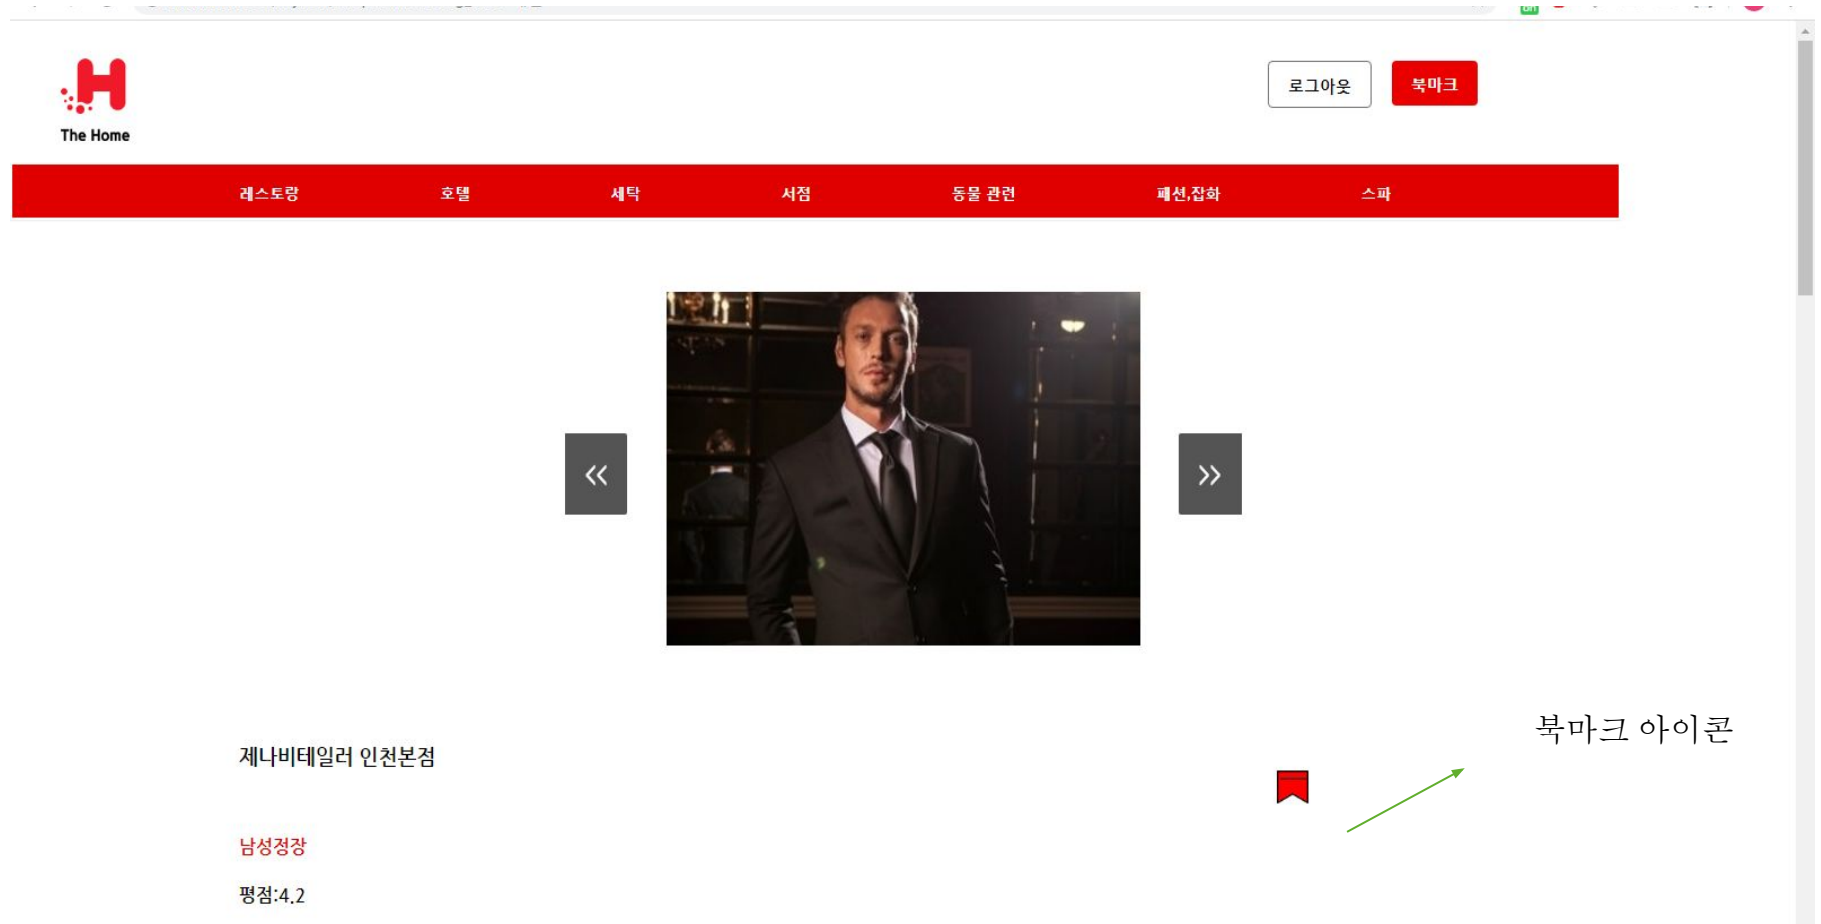 The Home
로그아웃
북마크
레스토랑 호텔 세탁 서점 동물 관련 패션,잡화 스파
북마크 아이콘
제나비테일러 인천본점
남성정장
평점:4.2